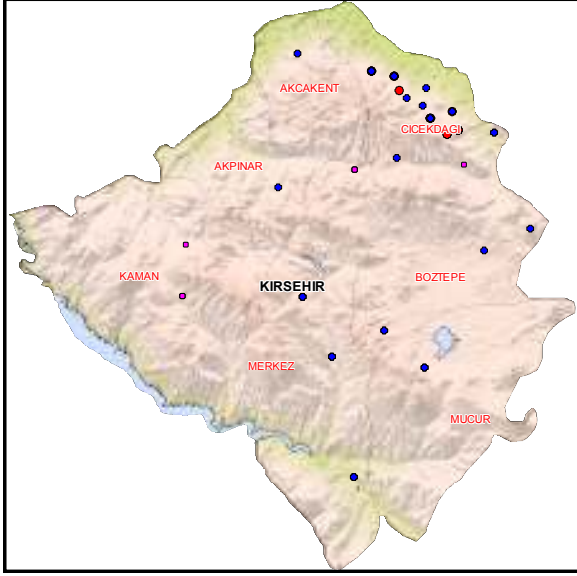 AKCAKENT
CICEKDAGI
AKPINAR
KAMAN
BOZTEPE
KIRSEHIR
MERKEZ
MUCUR